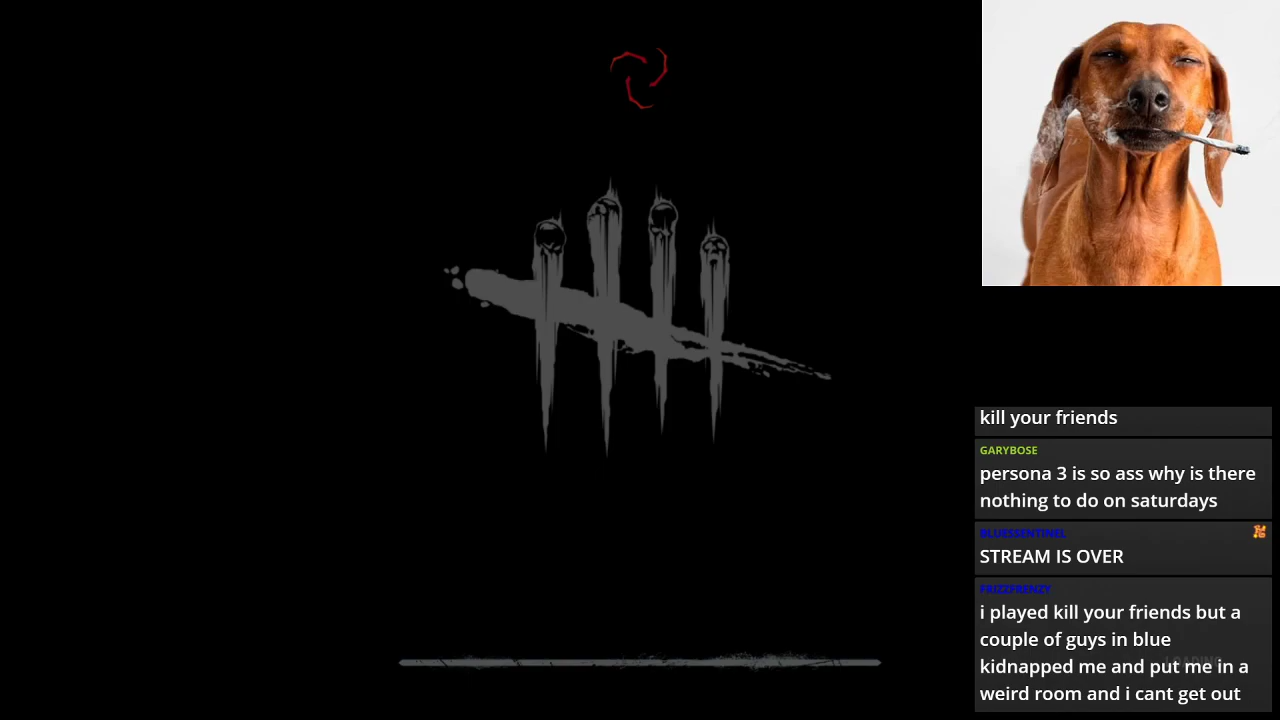 kill your friends
GARYBOSE
persona 3 is so ass why is there
nothing to do on saturdays
BLUESSENTINEL
STREAM IS OVER
FRIZZFRENZY
i played kill your friends but a
couple of guys in blue
kidnapped me and put me in a
weird room and i cant get out